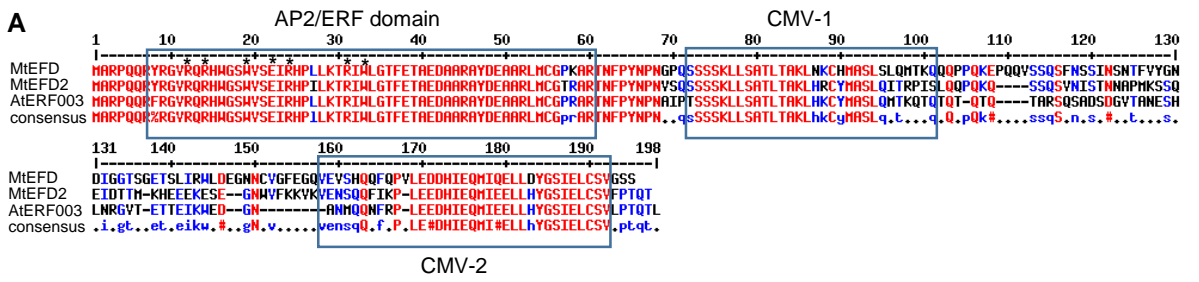 A AP2/ERF domain CMV-1
1 10 20 30 40 50 60 70 80 90 100 110 120 130
* * * * * * *
MtEFD MARPQQRYRGVRQRHWGSWVSEIRHPLLKTRIWLGTFETAEDAARAYDEAARLMCGPKARTNFPYNPNGPQSSSSKLLSATLTAKLNKCHMASLSLQMTKQQQPPQKEPQQVSSQSFNSSINSNTFVYGN
MtEFD2 MARPQQRYRGVRQRHWGSWVSEIRHPILKTRIWLGTFETAEDAARAYDEAARLMCGTRARTNFPYNPNVSQSSSSKLLSATLTAKLHRCYMASLQITRPISLQQPQKQ----SSQSVNISTNNAPMKSSQ
AtERF003 MARPQQRFRGVRQRHWGSWVSEIRHPLLKTRIWLGTFETAEDAARAYDEAARLMCGPRARTNFPYNPNAIPTSSSKLLSATLTAKLHKCYMASLQMTKQTQTQT-QTQ----TARSQSADSDGVTANESH
consensus MARPQQR%RGVRQRHWGSWVSEIRHPlLKTRIWLGTFETAEDAARAYDEAARLMCGprARTNFPYNPN..qsSSSKLLSATLTAKLhkCyMASLq.t...q.Q.pQk#....ssqS.n.s.#..t...s.
131 140 150 160 170 180 190 198
MtEFD DIGGTSGETSLIRWLDEGNNCVGFEGQVEVSHQQFQPVLEDDHIEQMIQELLDYGSIELCSVGSS
MtEFD2 EIDTTM-KHEEEKESE--GNWVFKKVKVENSQQFIKP-LEEDHIEQMIEELLHYGSIELCSVFPTQT
AtERF003 LNRGVT-ETTEIKWED--GN---------ANMQQNFRP-LEEDHIEQMIEELLHYGSIELCSVLPTQTL
consensus .i.gt..et.eikw.#..gN.v.....vensqQ.f.P.LE#DHIEQMI#ELLhYGSIELCSV.ptqt.
CMV-2